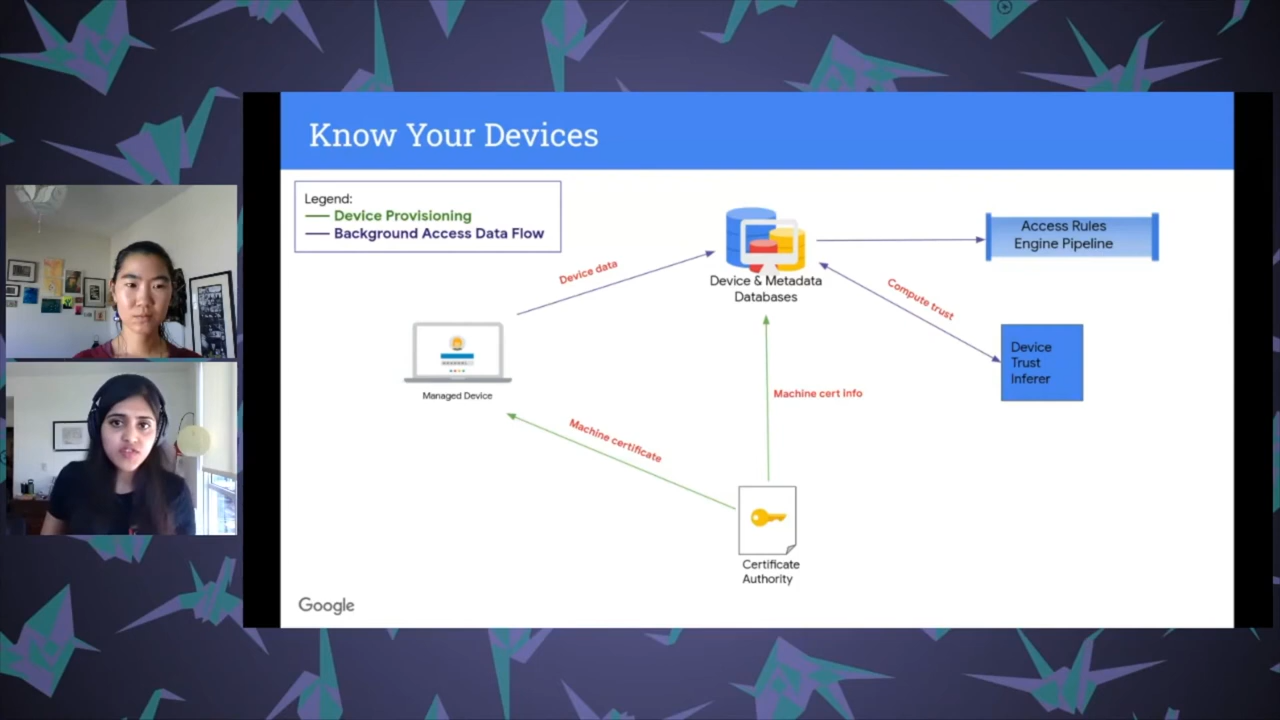 Know Your Devices
Legend:
Device Provisioning
Background Access Data Flow
Device data
Device & Metadata
Databases
Access Rules
Engine Pipeline
Compute trust
Device
Trust
Inferer
Managed Device
Machine cert info
Machine certificate
Certificate
Authority
Google